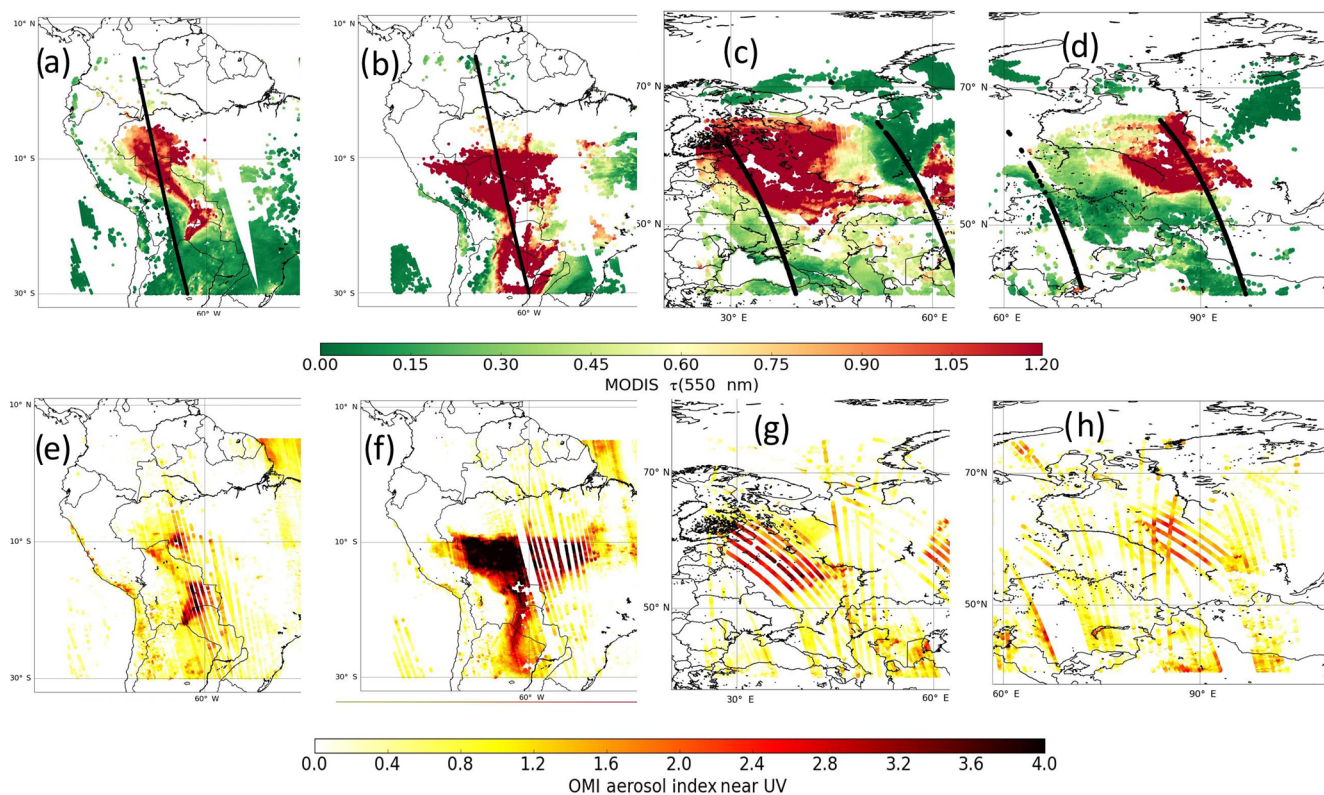 (a) (b) (c) (d)
10° N 10° N
70°N 70°N
10° S 10° S
50°N 50°N
30° S 30° S
60° W 60° W 30° E 60 E 60 E 90° E
0.00 0.15 0.30 0.45 0.60 0.75 0.90 1.05 1.20
MODIS τ(550 nm)
10° N 10° N
(e) (f) (g) (h)
70°N 70°N
10° S 10° S
50°N 50°N
30° S 30° S
60° W 60° W 30° E 60 E 60 E 90° E
0.0 0.4 0.8 1.2 1.6 2.0 2.4 2.8 3.2 3.6 4.0
OMI aerosol index near UV